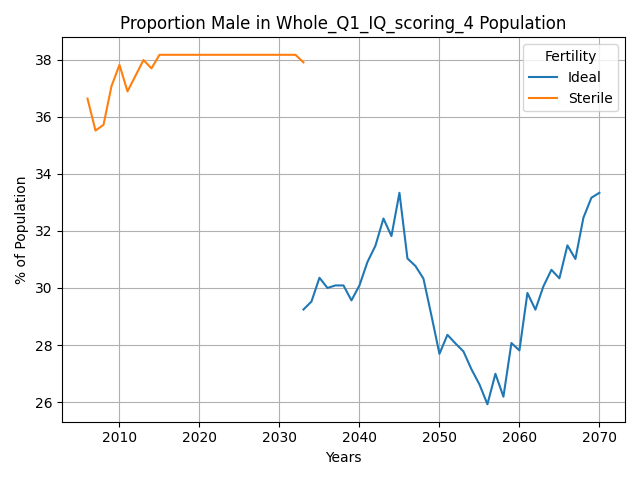 Proportion Male in Whole_Q1_IQ_scoring_4 Population
Fertility
Ideal
Sterile
% of Population
38
36
34
32
30
28
26
2010 2020 2030 2040 2050 2060 2070
Years